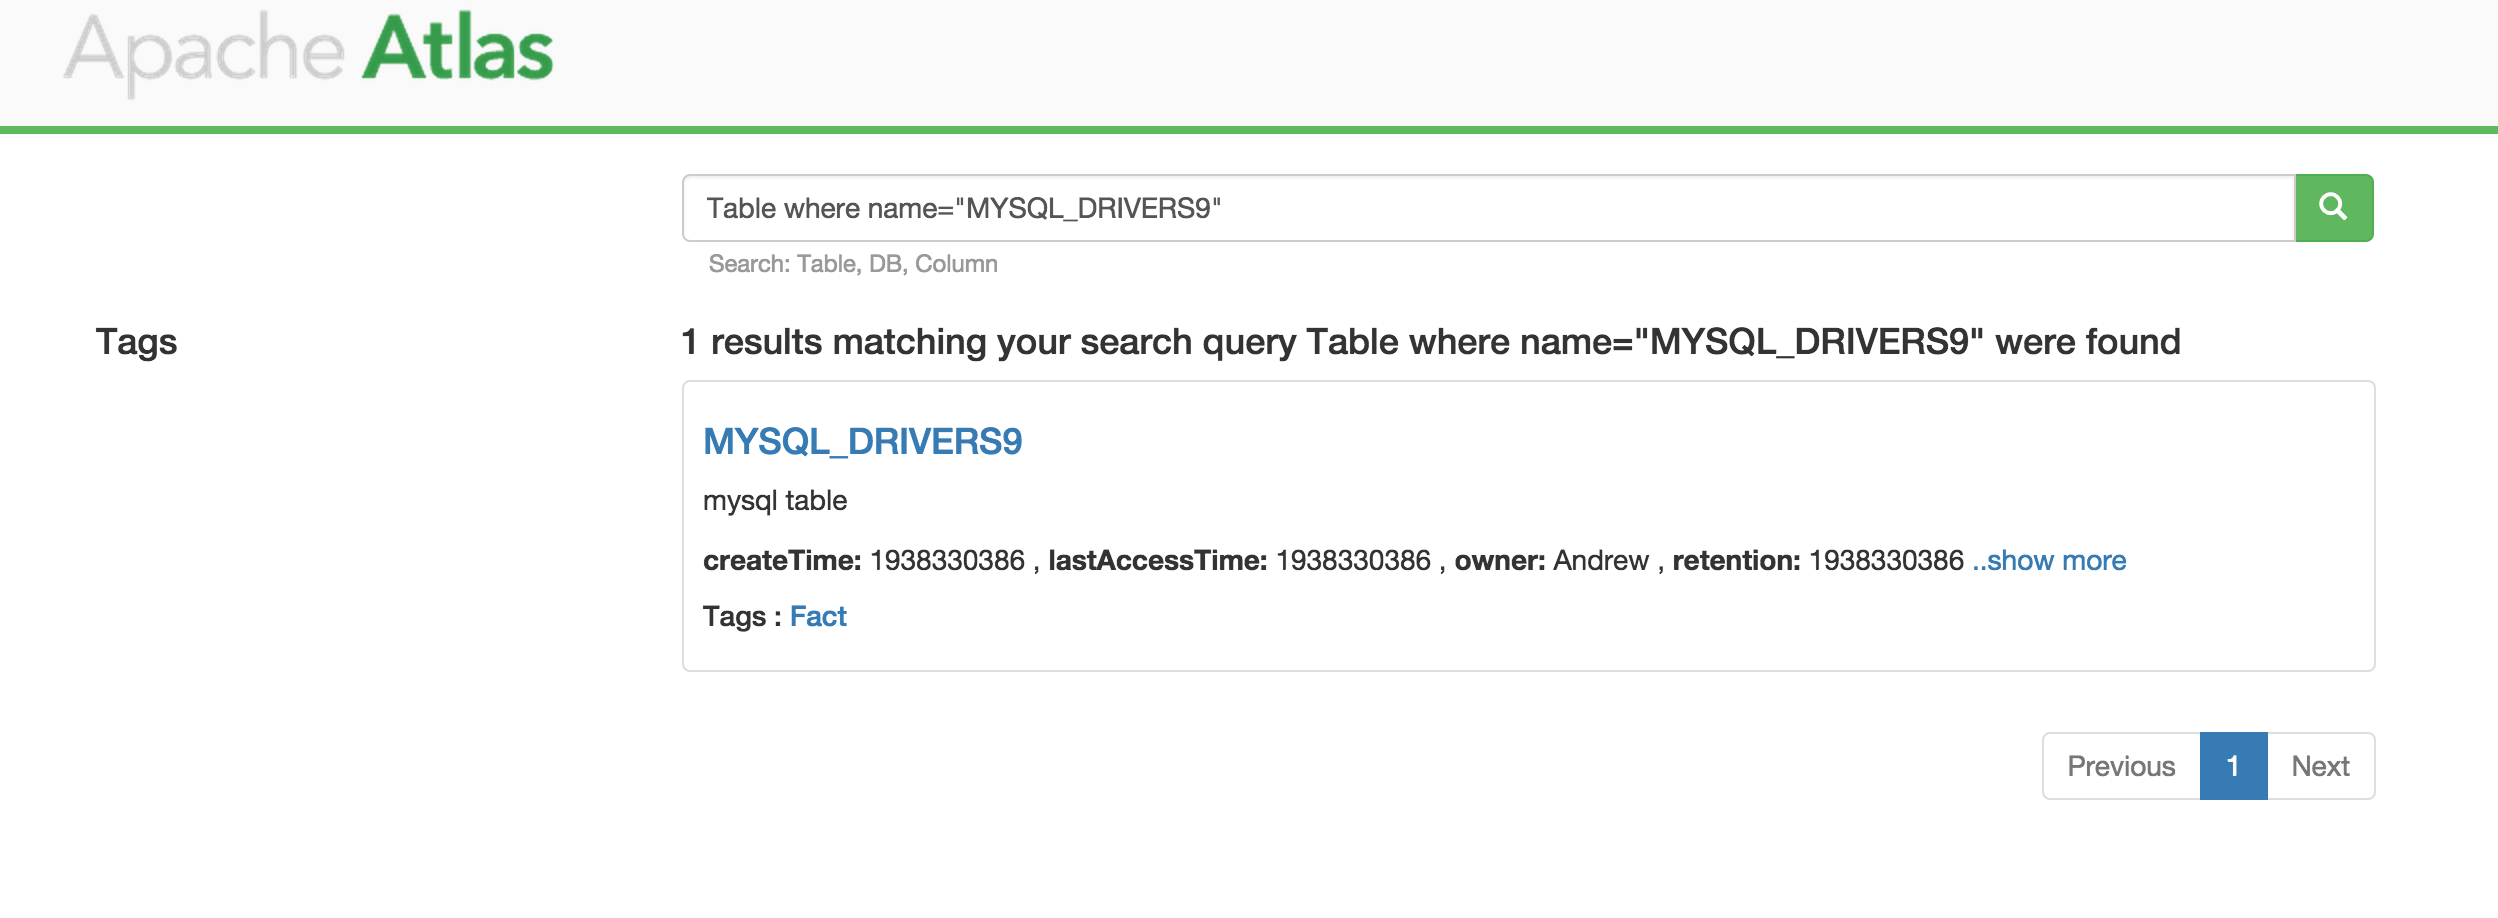 Apache Atlas
Table where name="MYSQL_DRIVERS9"
Search: Table, DB, Column
Tags
1 results matching your search query Table where name="MYSQL_DRIVERS9" were found
MYSQL_DRIVERS9
mysql table
createTime: 1938330386 , lastAccessTime: 1938330386 , owner: Andrew , retention: 1938330386 ..show more
Tags : Fact
Previous 1 Next